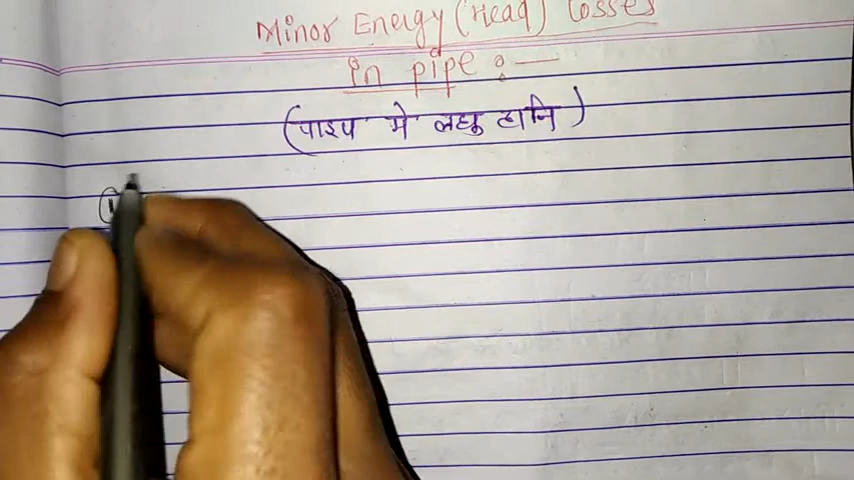 Minor Energy (Head) losses
in pipe :—
(पाइप मे लघु हानि)